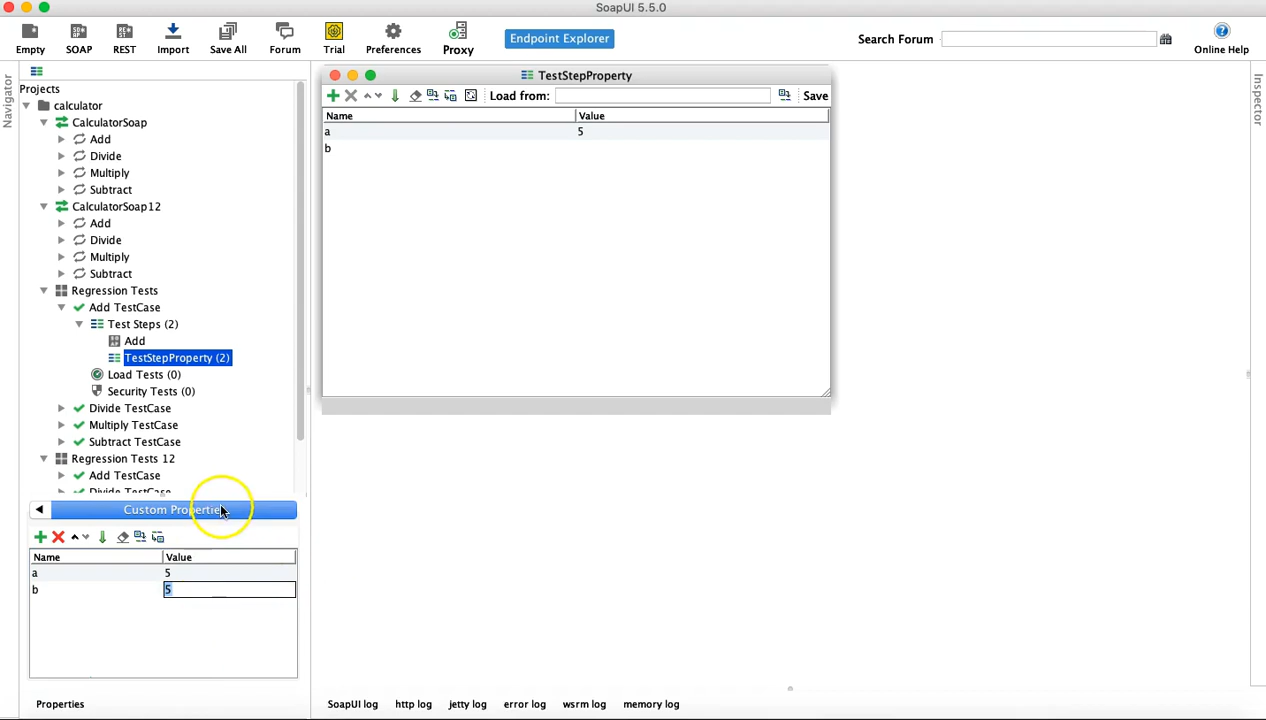 SoapUI 5.5.0
Empty SOAP REST Import Save All Forum Trial Preferences Proxy Endpoint Explorer Search Forum Online Help
Navigator
Inspector
Projects
calculator
CalculatorSoap
Add
Divide
Multiply
Subtract
CalculatorSoap12
Add
Divide
Multiply
Subtract
Regression Tests
Add TestCase
Test Steps (2)
Add
TestStepProperty (2)
Load Tests (0)
Security Tests (0)
Divide TestCase
Multiply TestCase
Subtract TestCase
Regression Tests 12
Add TestCase
Divide TestCase
Custom Properties
Name Value
a 5
b 5
Properties
TestStepProperty
Load from: Save
Name Value
a 5
b
SoapUI log http log jetty log error log wsrm log memory log